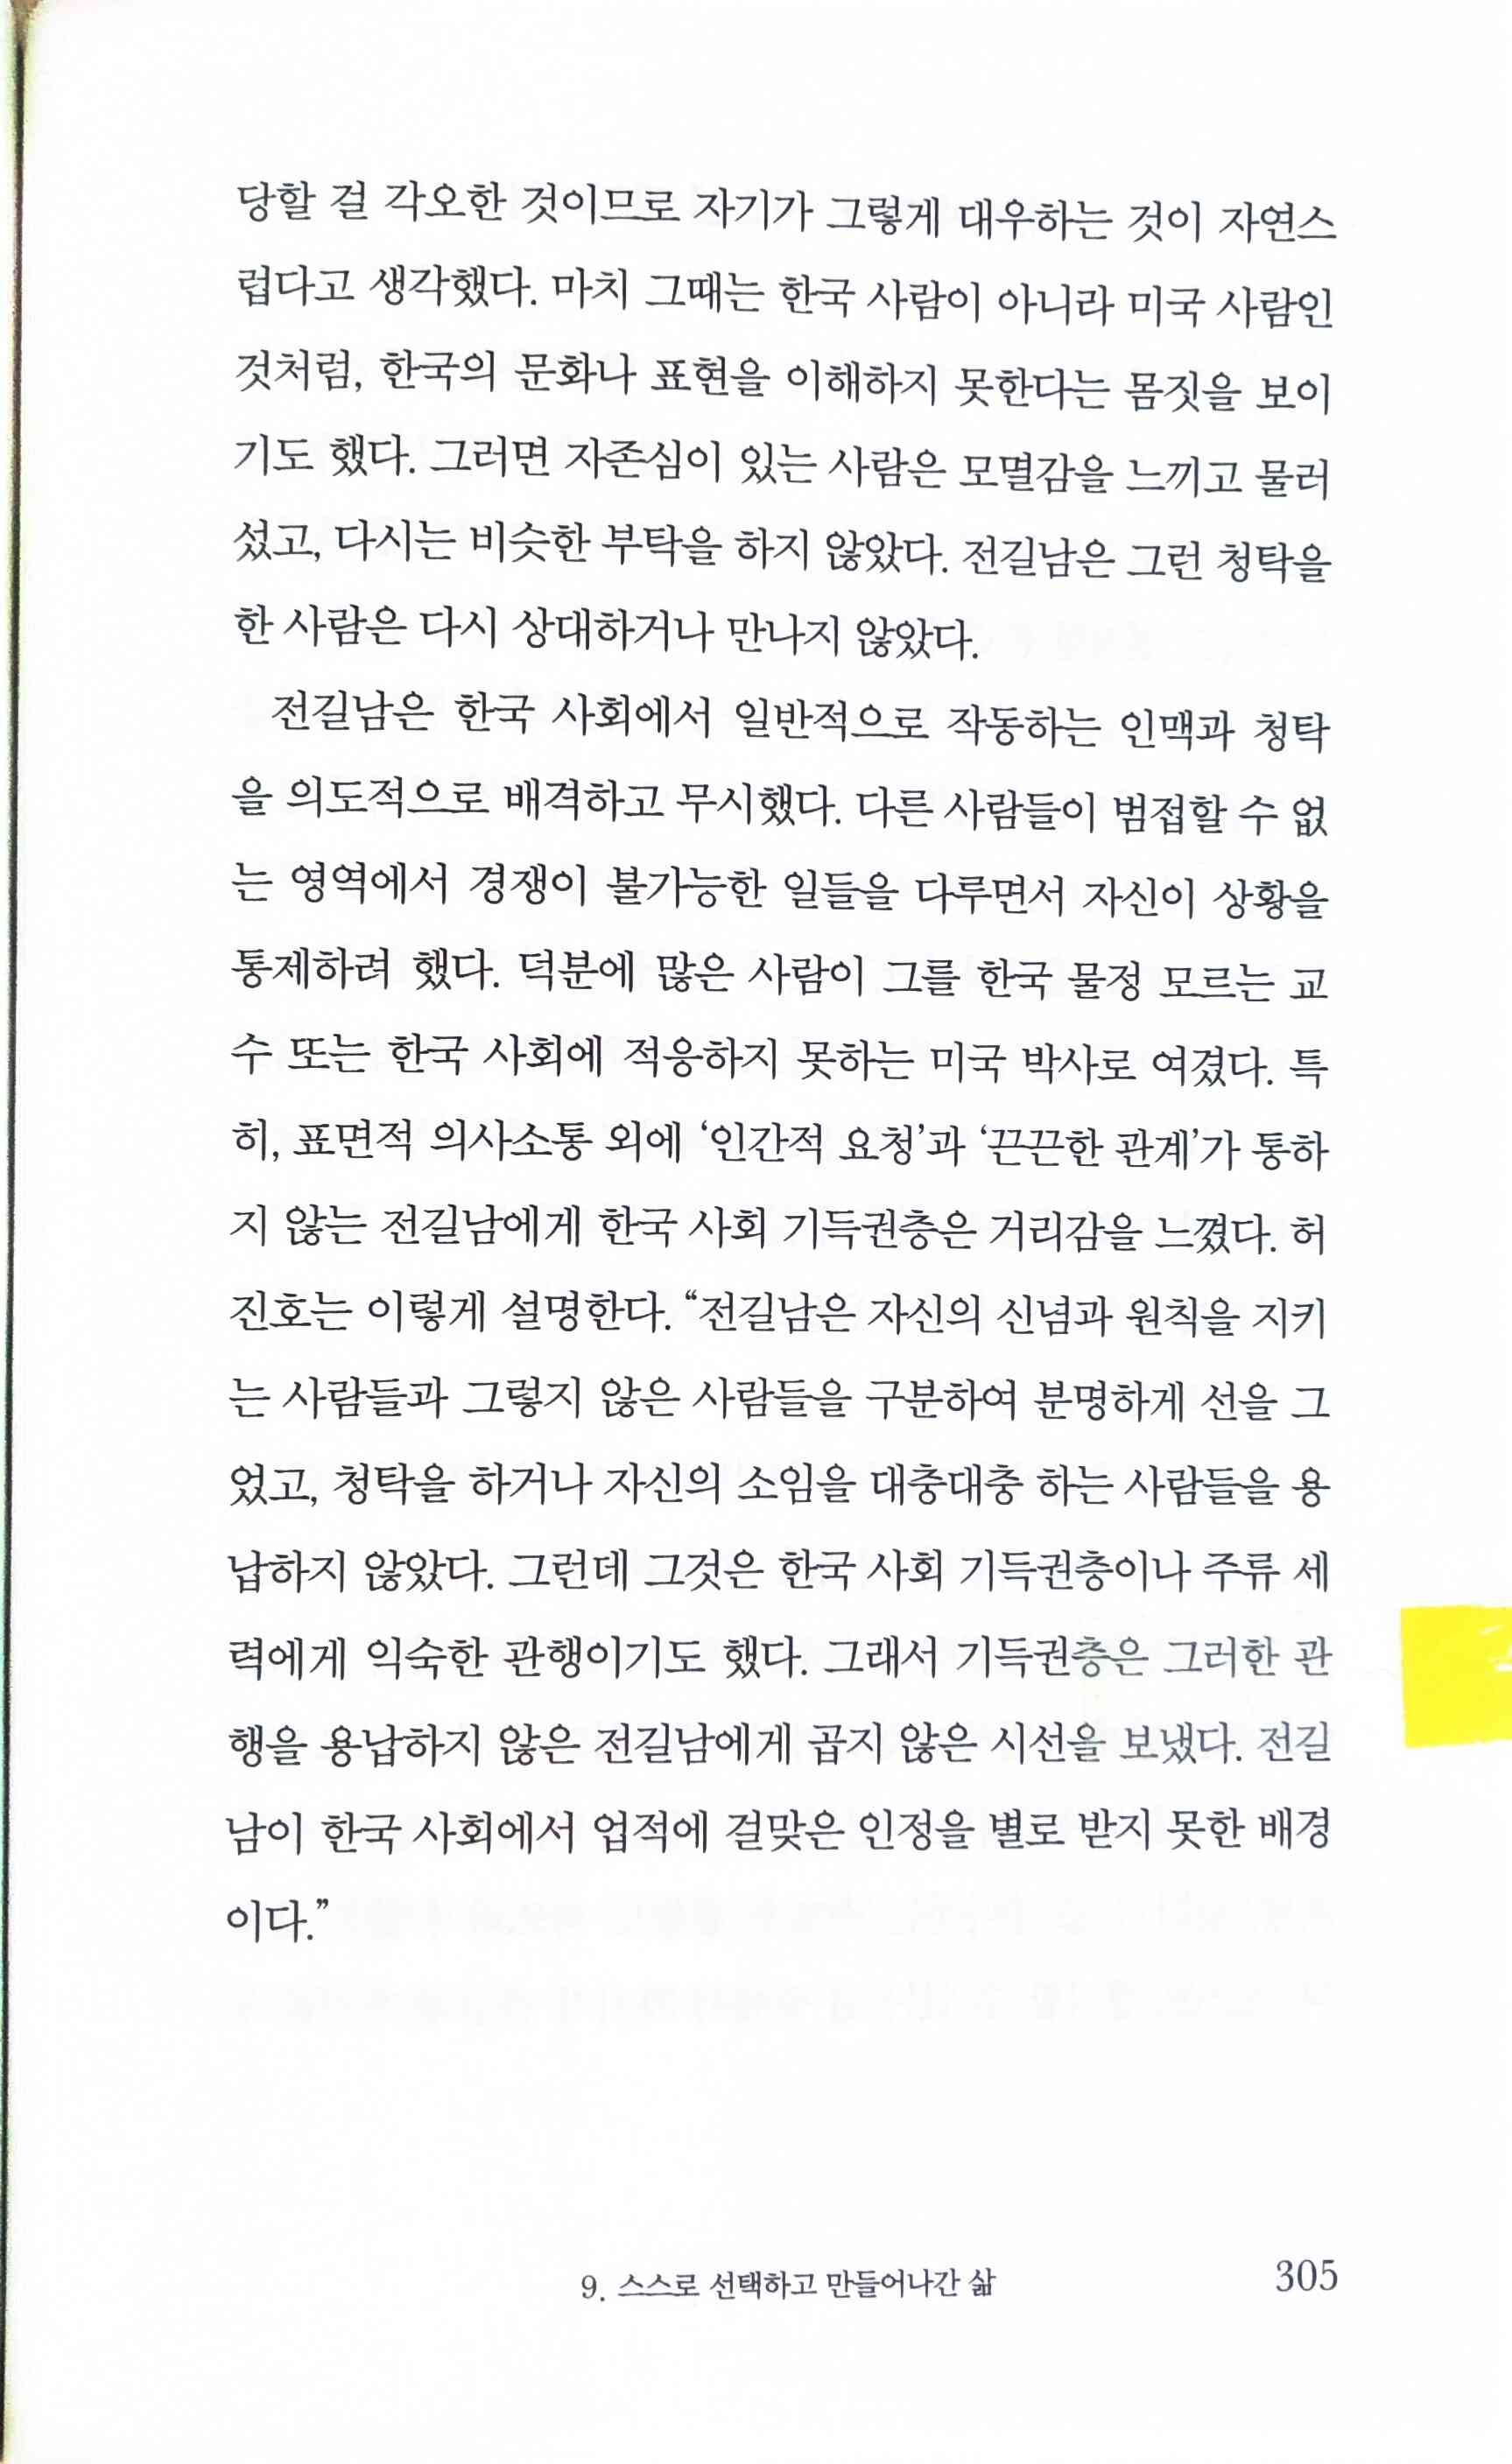 당할 걸 각오한 것이므로 자기가 그렇게 대우하는 것이 자연스
럽다고 생각했다. 마치 그때는 한국 사람이 아니라 미국 사람인
것처럼, 한국의 문화나 표현을 이해하지 못한다는 몸짓을 보이
기도 했다. 그러면 자존심이 있는 사람은 모멸감을 느끼고 물러
섰고, 다시는 비슷한 부탁을 하지 않았다. 전길남은 그런 청탁을
한 사람은 다시 상대하거나 만나지 않았다.
전길남은 한국 사회에서 일반적으로 작동하는 인맥과 청탁
을 의도적으로 배격하고 무시했다. 다른 사람들이 범접할 수 없
는 영역에서 경쟁이 불가능한 일들을 다루면서 자신이 상황을
통제하려 했다. 덕분에 많은 사람이 그를 한국 물정 모르는 교
수 또는 한국 사회에 적응하지 못하는 미국 박사로 여겼다. 특
히, 표면적 의사소통 외에 ‘인간적 요청’과 ‘끈끈한 관계’가 통하
지 않는 전길남에게 한국 사회 기득권층은 거리감을 느꼈다. 허
진호는 이렇게 설명한다. “전길남은 자신의 신념과 원칙을 지키
는 사람들과 그렇지 않은 사람들을 구분하여 분명하게 선을 그
었고, 청탁을 하거나 자신의 소임을 대충대충 하는 사람들을 용
납하지 않았다. 그런데 그것은 한국 사회 기득권층이나 주류 세
력에게 익숙한 관행이기도 했다. 그래서 기득권층은 그러한 관
행을 용납하지 않은 전길남에게 곱지 않은 시선을 보냈다. 전길
남이 한국 사회에서 업적에 걸맞은 인정을 별로 받지 못한 배경
이다.”
9. 스스로 선택하고 만들어나간 삶 305